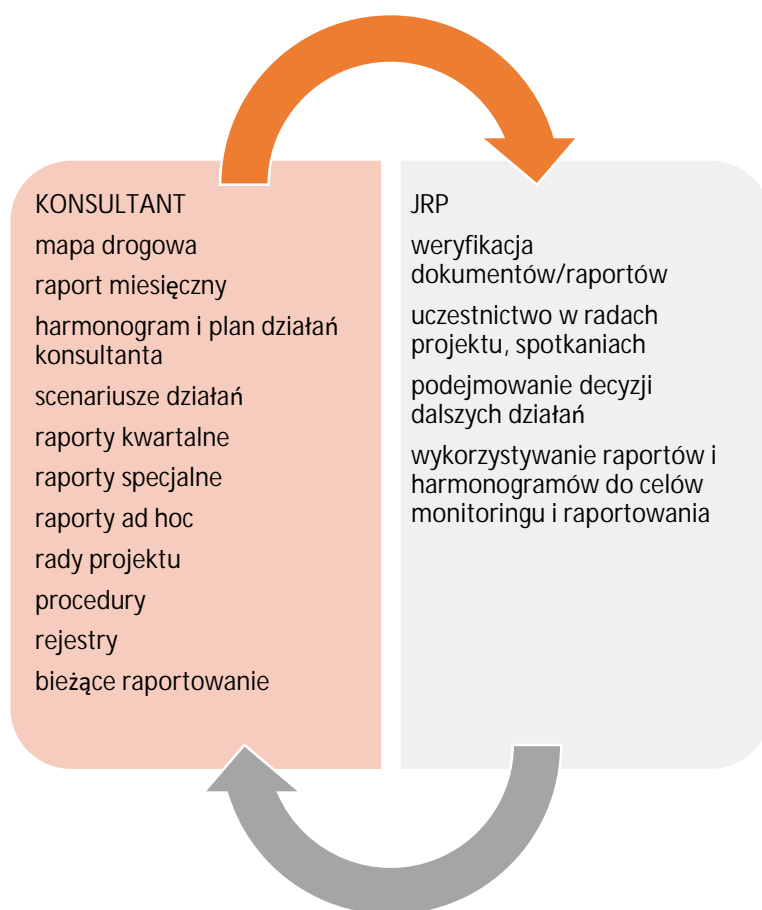 KONSULTANT
mapa drogowa
raport miesięczny
harmonogram i plan działań
konsultanta
scenariusze działań
raporty kwartalne
raporty specjalne
raporty ad hoc
rady projektu
procedury
rejestry
bieżące raportowanie
JRP
weryfikacja
dokumentów/raportów
uczestnictwo w radach
projektu, spotkaniach
podejmowanie decyzji
dalszych działań
wykorzystywanie raportów i
harmonogramów do celów
monitoringu i raportowania